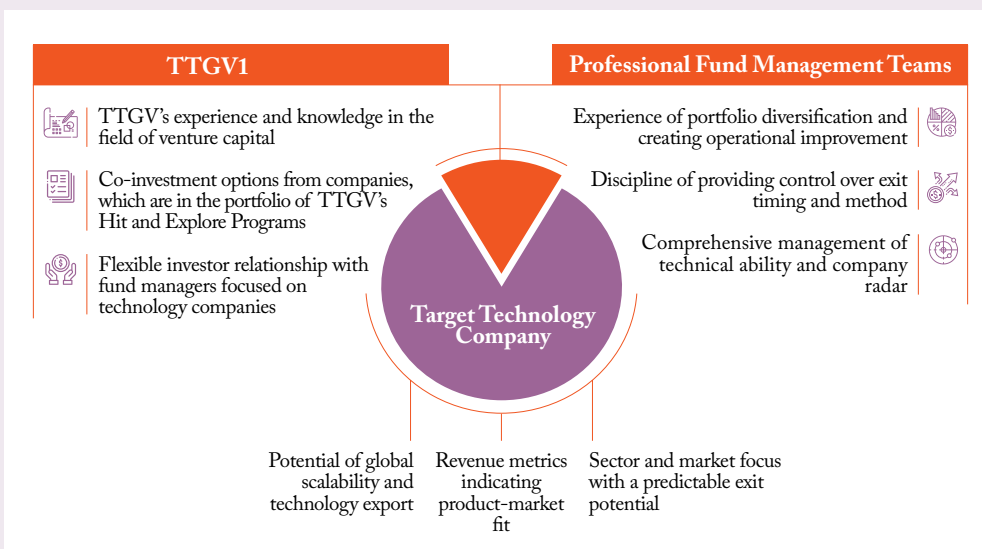 TTGV1
TTGV's experience and knowledge in the
field of venture capital
Co-investment options from companies,
which are in the portfolio of TTGV's
Hit and Explore Programs
Flexible investor relationship with
fund managers focused on
technology companies
Professional Fund Management Teams
Experience of portfolio diversification and
creating operational improvement
Discipline of providing control over exit
timing and method
Comprehensive management of
technical ability and company
radar
Target Technology
Company
Potential of global
scalability and
technology export
Revenue metrics
indicating
product-market
fit
Sector and market focus
with a predictable exit
potential